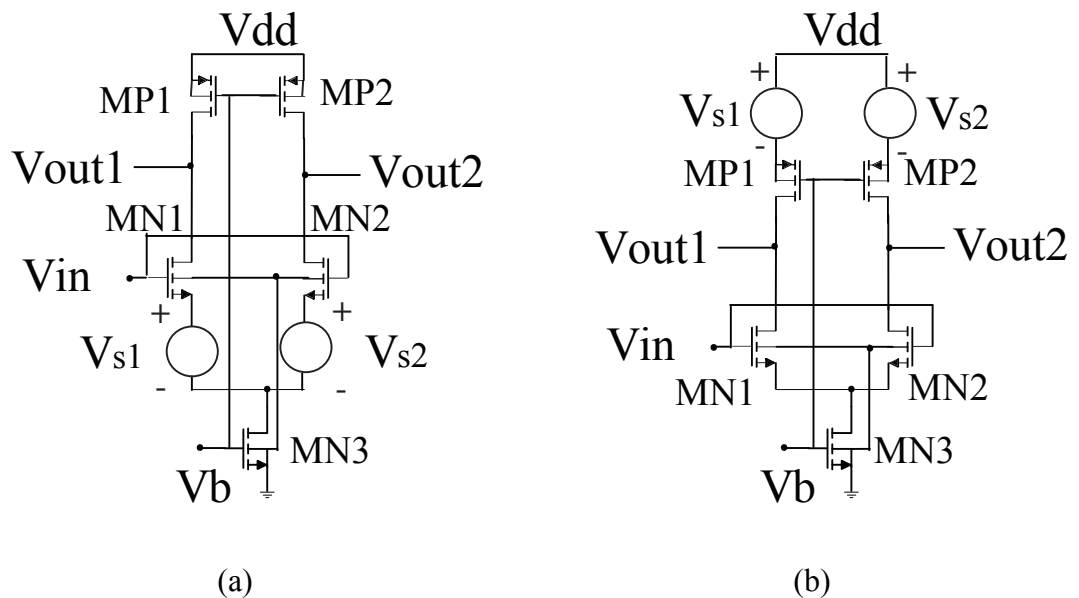 Vdd
MP1
MP2
Vout1
Vout2
MN1
MN2
Vin
+
+
Vs1
Vs2
-
-
MN3
Vb
(a)
Vdd
+
+
Vs1
Vs2
-
-
MP1
MP2
Vout1
Vout2
Vin
MN1
MN2
MN3
Vb
(b)